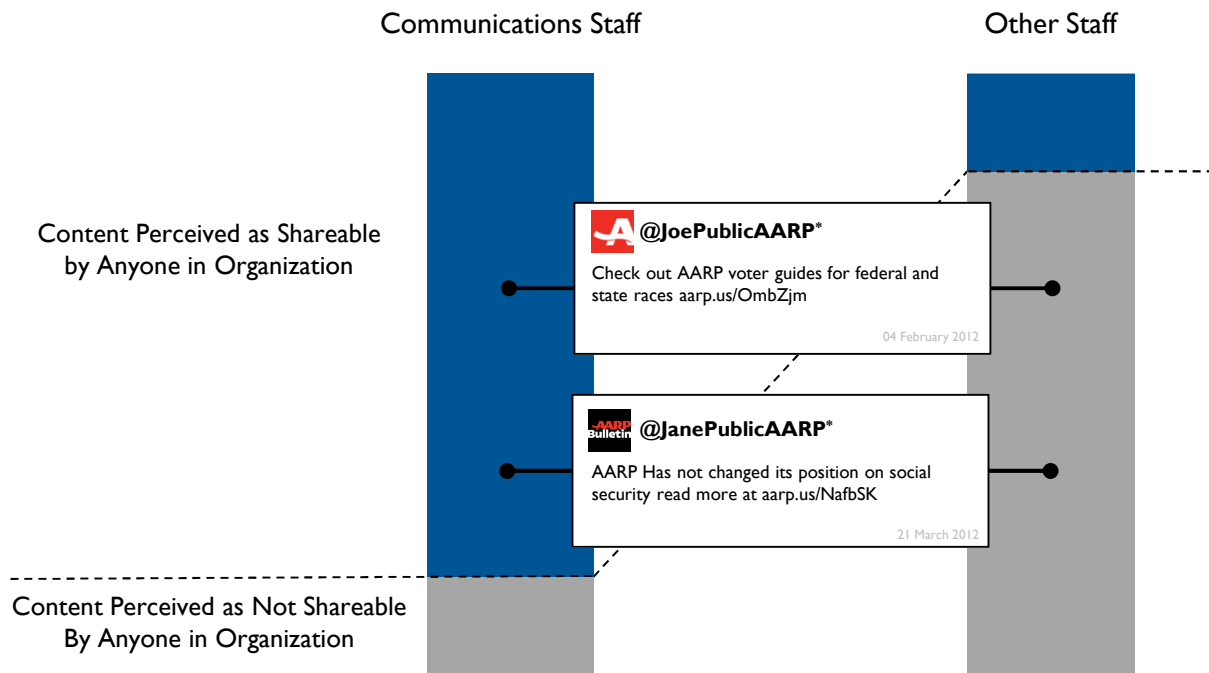 Communications Staff
Other Staff
Content Perceived as Shareable
by Anyone in Organization
@JoePublicAARP*
Check out AARP voter guides for federal and
state races aarp.us/OmbZjm
04 February 2012
AARP
Bulletin
@JanePublicAARP*
AARP Has not changed its position on social
security read more at aarp.us/NafbSK
21 March 2012
Content Perceived as Not Shareable
By Anyone in Organization